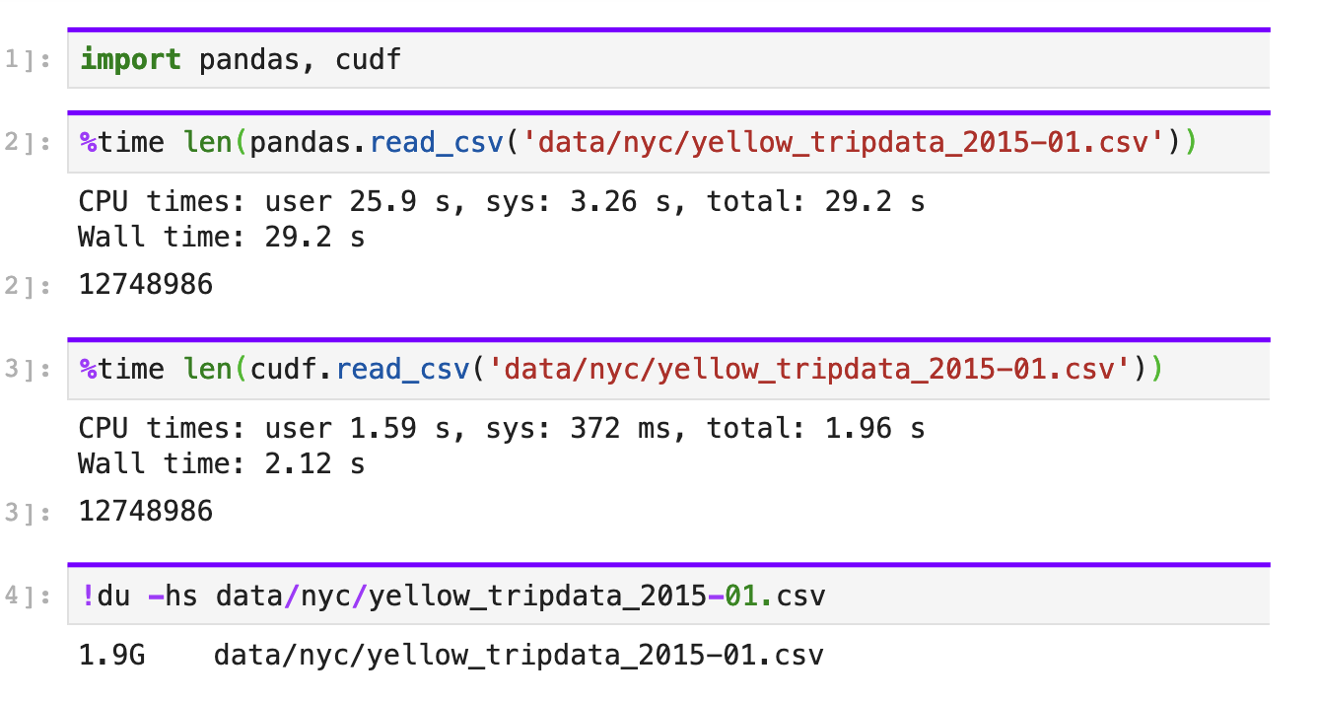 1]: import pandas, cudf
2]: %time len(pandas.read_csv('data/nyc/yellow_tripdata_2015-01.csv'))
CPU times: user 25.9 s, sys: 3.26 s, total: 29.2 s
Wall time: 29.2 s
2]: 12748986
3]: %time len(cudf.read_csv('data/nyc/yellow_tripdata_2015-01.csv'))
CPU times: user 1.59 s, sys: 372 ms, total: 1.96 s
Wall time: 2.12 s
3]: 12748986
4]: !du -hs data/nyc/yellow_tripdata_2015-01.csv
1.9G    data/nyc/yellow_tripdata_2015-01.csv